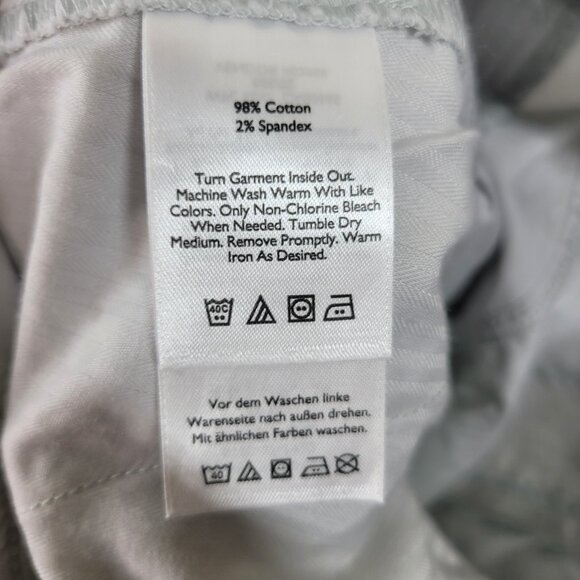 98% Cotton
2% Spandex
Turn Garment Inside Out.
Machine Wash Warm With Like
Colors. Only Non-Chlorine Bleach
When Needed. Tumble Dry
Medium. Remove Promptly. Warm
Iron As Desired.
40C
Vor dem Waschen linke
Warenseite nach außen drehen.
Mit ähnlichen Farben waschen.
40